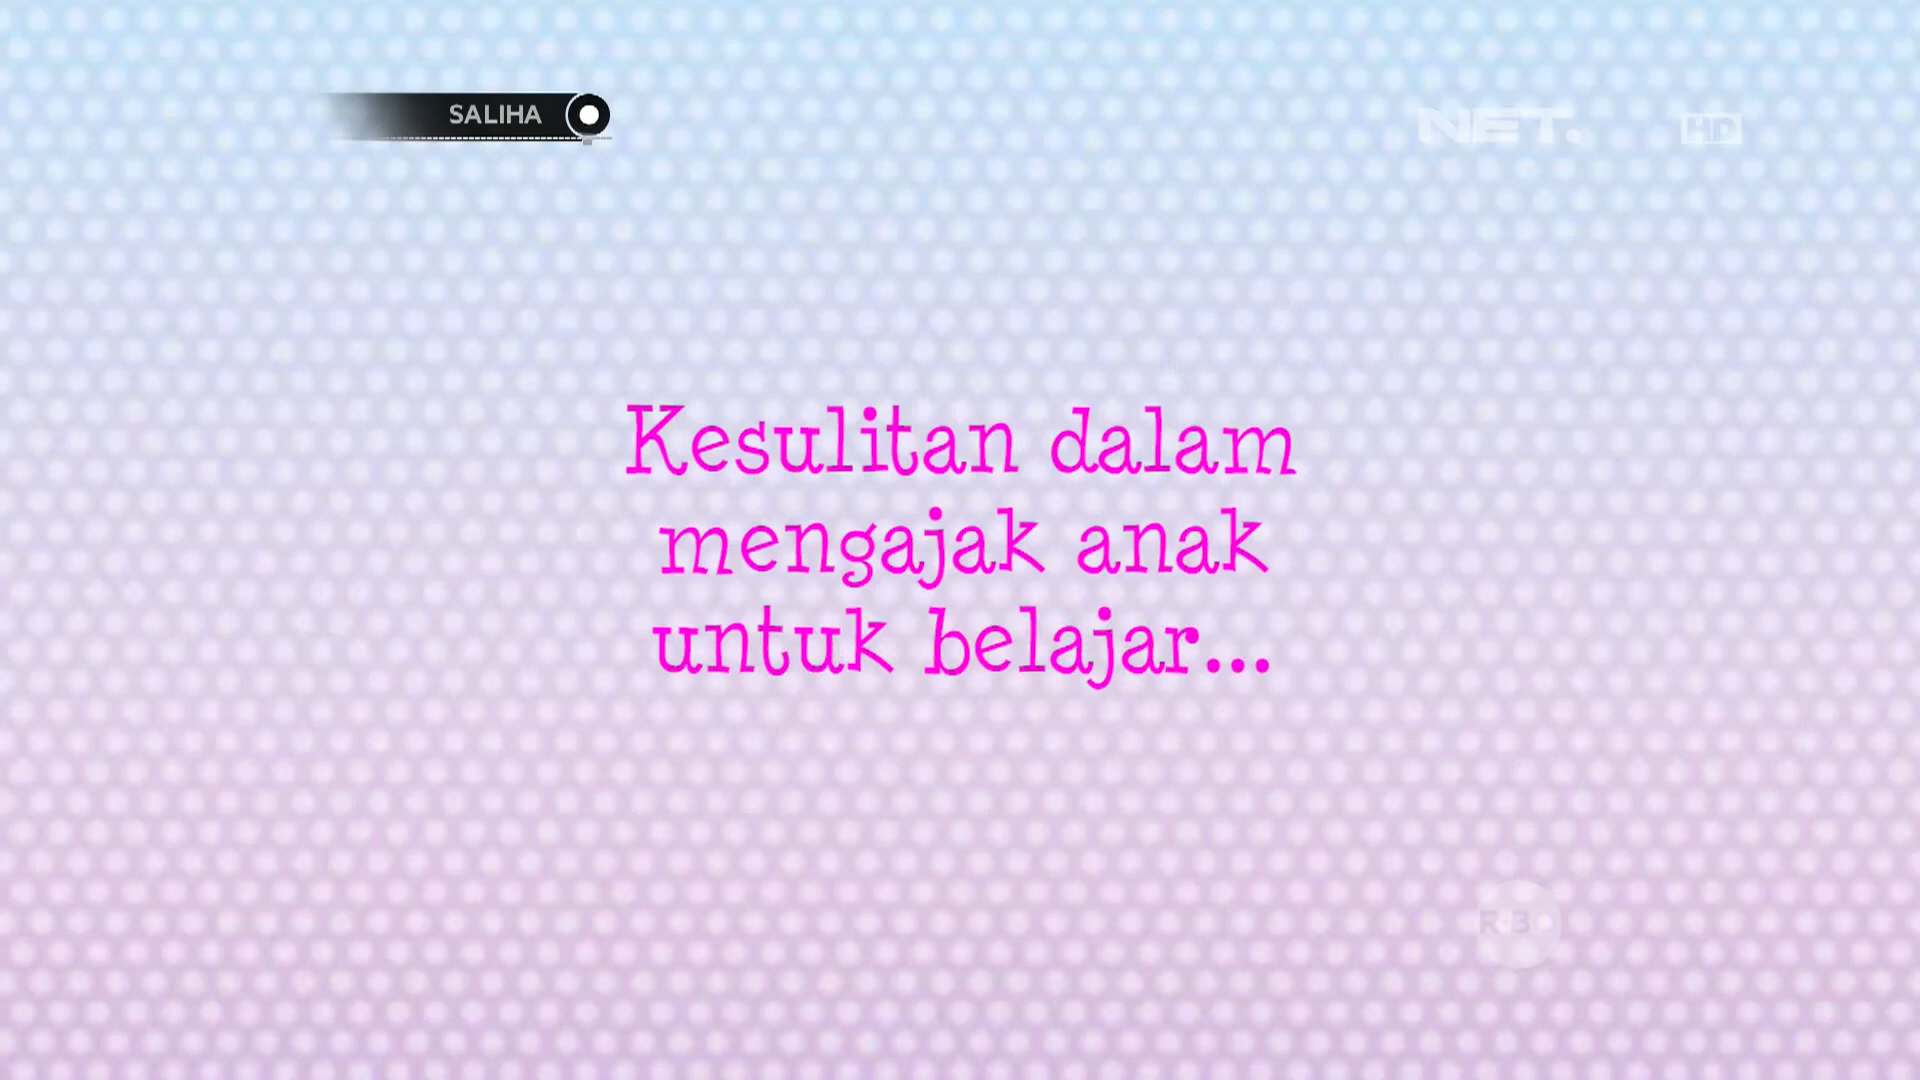 SALIHA
NET.
HD
Kesulitan dalam
mengajak anak
untuk belajar...